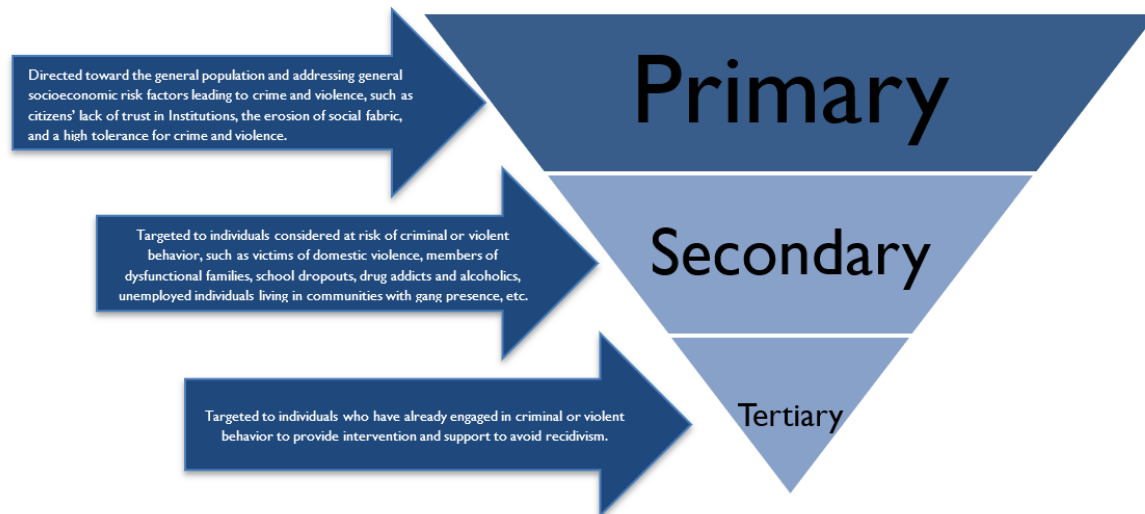 Directed toward the general population and addressing general
socioeconomic risk factors leading to crime and violence, such as
citizens' lack of trust in Institutions, the erosion of social fabric,
and a high tolerance for crime and violence.
Primary
Targeted to individuals considered at risk of criminal or violent
behavior, such as victims of domestic violence, members of
dysfunctional families, school dropouts, drug addicts and alcoholics,
unemployed individuals living in communities with gang presence, etc.
Secondary
Targeted to individuals who have already engaged in criminal or violent
behavior to provide intervention and support to avoid recidivism.
Tertiary